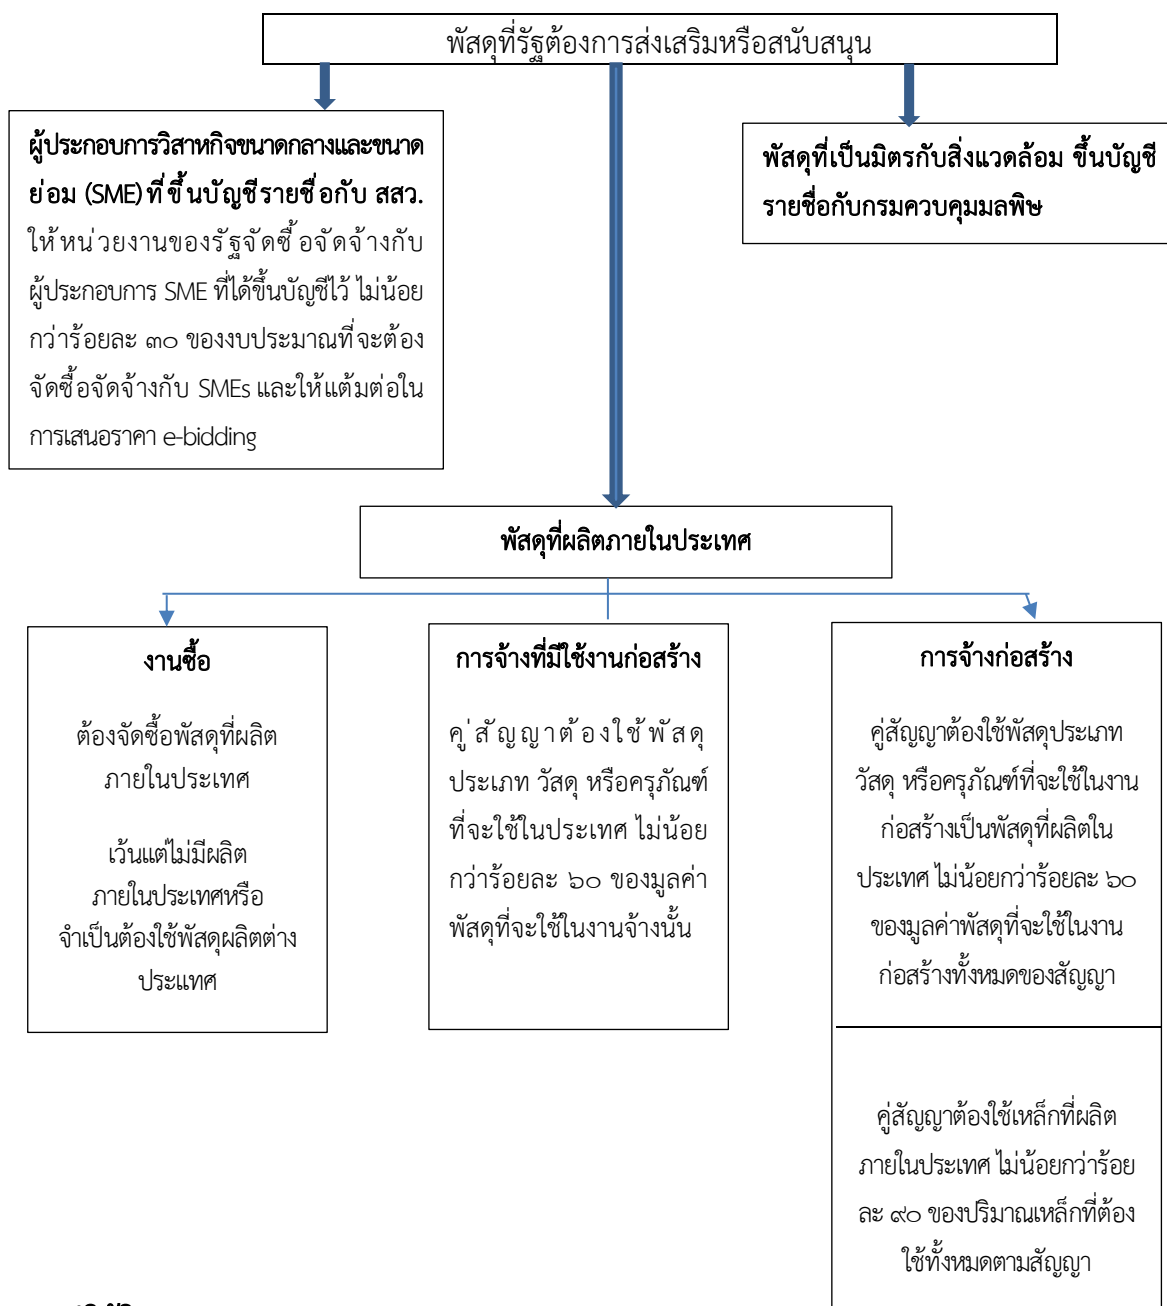 พัสดุที่รัฐต้องการส่งเสริมหรือสนับสนุน
ผู้ประกอบการวิสาหกิจขนาดกลางและขนาด
ย่อม (SME) ที่ขึ้นบัญชีรายชื่อกับ สสว.
ให้หน่วยงานของรัฐจัดซื้อจัดจ้างกับ
ผู้ประกอบการ SME ที่ได้ขึ้นบัญชีไว้ ไม่น้อย
กว่าร้อยละ ๓๐ ของงบประมาณที่จะต้อง
จัดซื้อจัดจ้างกับ SMEs และให้แต้มต่อใน
การเสนอราคา e-bidding
พัสดุที่เป็นมิตรกับสิ่งแวดล้อม ขึ้นบัญชี
รายชื่อกับกรมควบคุมมลพิษ
พัสดุที่ผลิตภายในประเทศ
งานซื้อ
ต้องจัดซื้อพัสดุที่ผลิต
ภายในประเทศ
เว้นแต่ไม่มีผลิต
ภายในประเทศหรือ
จำเป็นต้องใช้พัสดุผลิตต่าง
ประแทศ
การจ้างที่มีใช้งานก่อสร้าง
คู่สัญญาต้องใช้พัสดุ
ประเภท วัสดุ หรือครุภัณฑ์
ที่จะใช้ในประเทศ ไม่น้อย
กว่าร้อยละ ๖๐ ของมูลค่า
พัสดุที่จะใช้ในงานจ้างนั้น
การจ้างก่อสร้าง
คู่สัญญาต้องใช้พัสดุประเภท
วัสดุ หรือครุภัณฑ์ที่จะใช้ในงาน
ก่อสร้างเป็นพัสดุที่ผลิตใน
ประเทศ ไม่น้อยกว่าร้อยละ ๖๐
ของมูลค่าพัสดุที่จะใช้ในงาน
ก่อสร้างทั้งหมดของสัญญา
คู่สัญญาต้องใช้เหล็กที่ผลิต
ภายในประเทศ ไม่น้อยกว่าร้อย
ละ ๙๐ ของปริมาณเหล็กที่ต้อง
ใช้ทั้งหมดตามสัญญา